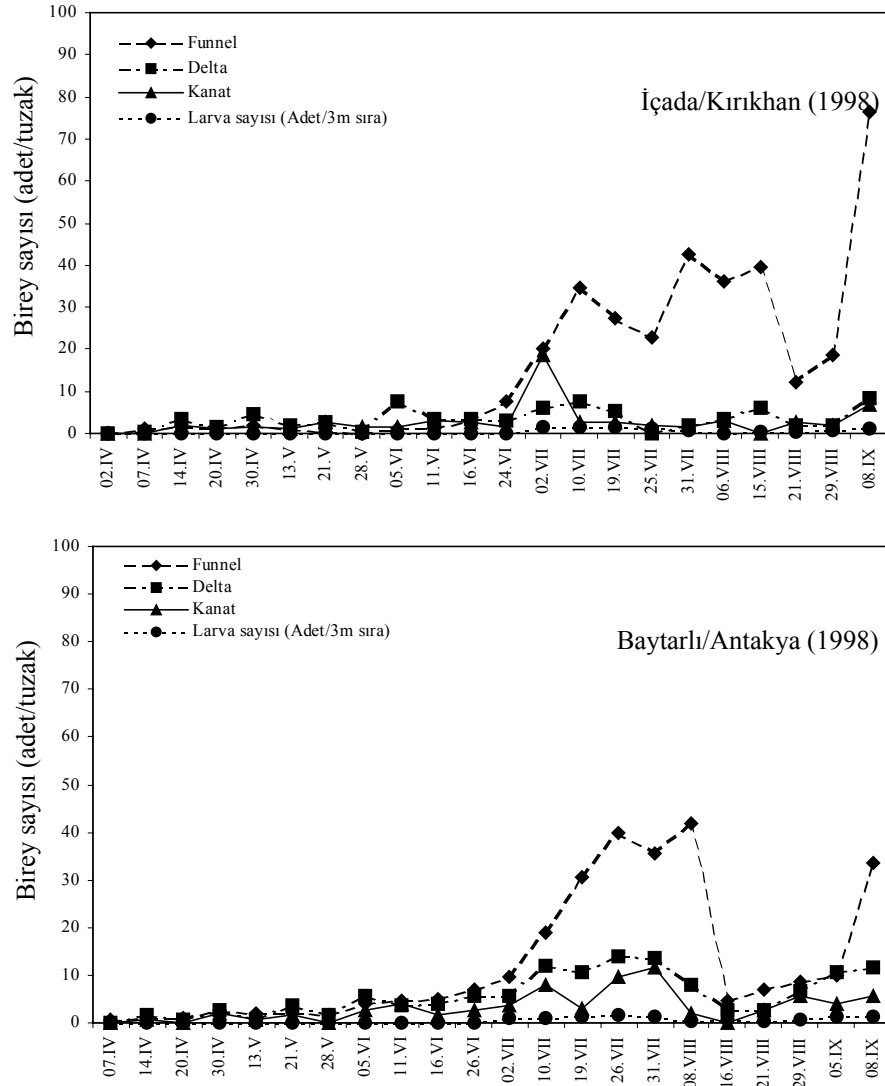 100
90
80
70
60
50
40
30
20
10
0
Birey sayısı (adet/tuzak)
Funnel
Delta
Kanat
Larva sayısı (Adet/3m sıra)
İçada/Kırıkhan (1998)
02.IV
07.IV
14.IV
20.IV
30.IV
13.V
21.V
28.V
05.VI
11.VI
16.VI
24.VI
02.VII
10.VII
19.VII
25.VII
31.VII
06.VIII
15.VIII
21.VIII
29.VIII
08.IX
100
90
80
70
60
50
40
30
20
10
0
Birey sayısı (adet/tuzak)
Funnel
Delta
Kanat
Larva sayısı (Adet/3m sıra)
Baytarlı/Antakya (1998)
07.IV
14.IV
20.IV
30.IV
13.V
21.V
28.V
05.VI
11.VI
16.VI
26.VI
02.VII
10.VII
19.VII
26.VII
31.VII
08.VIII
16.VIII
21.VIII
29.VIII
05.IX
08.IX